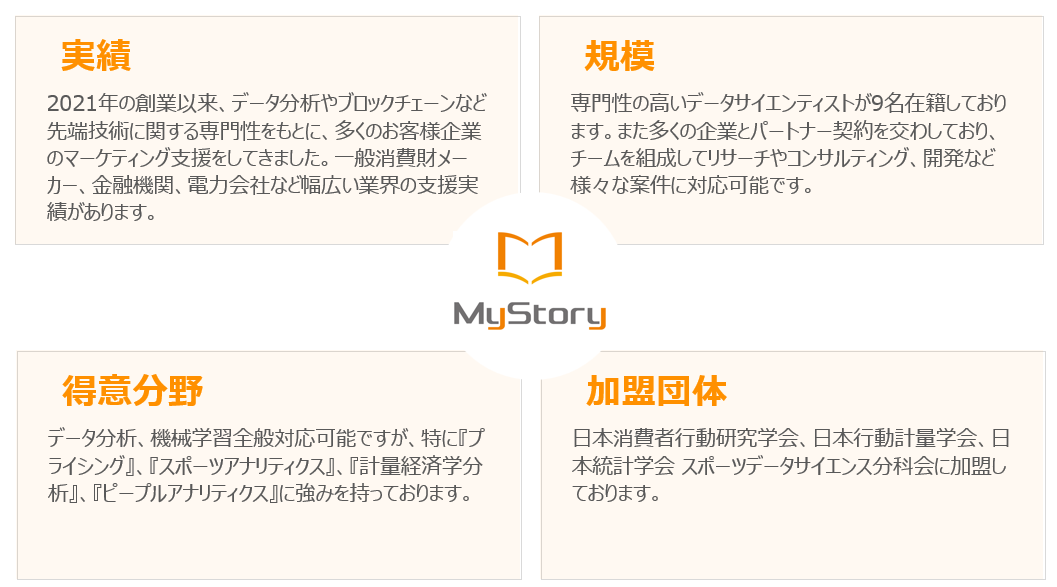 実績
2021年の創業以来、データ分析やブロックチェーンなど
先端技術に関する専門性をもとに、多くのお客様企業
のマーケティング支援をしてきました。一般消費財メー
カー、金融機関、電力会社など幅広い業界の支援実
績があります。
規模
専門性の高いデータサイエンティストが9名在籍しており
ます。また多くの企業とパートナー契約を交わしており、
チームを組成してリサーチやコンサルティング、開発など
様々な案件に対応可能です。
MyStory
得意分野
データ分析、機械学習全般対応可能ですが、特に『プ
ライシング』、『スポーツアナリティクス』、『計量経済学分
析』、『ピープルアナリティクス』に強みを持っております。
加盟団体
日本消費者行動研究学会、日本行動計量学会、日
本統計学会 スポーツデータサイエンス分科会に加盟し
ております。